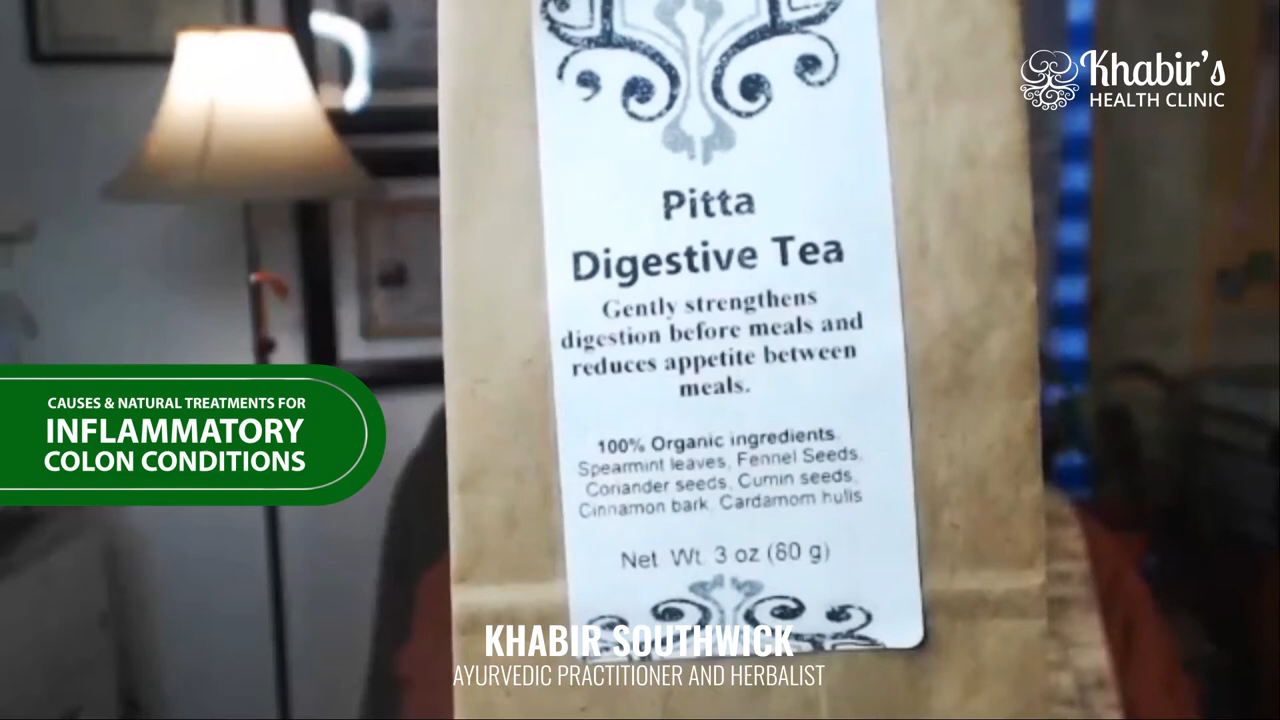 Khabir's
HEALTH CLINIC
Pitta
Digestive Tea
Gently strengthens
digestion before meals and
reduces appetite between
meals.
100% Organic ingredients.
Spearmint leaves, Fennel Seeds,
Coriander seeds, Cumin seeds,
Cinnamon bark, Cardamom hulls
Net. Wt. 3 oz (80 g)
CAUSES & NATURAL TREATMENTS FOR
INFLAMMATORY
COLON CONDITIONS
KHABIR SOUTHWICK
AYURVEDIC PRACTITIONER AND HERBALIST